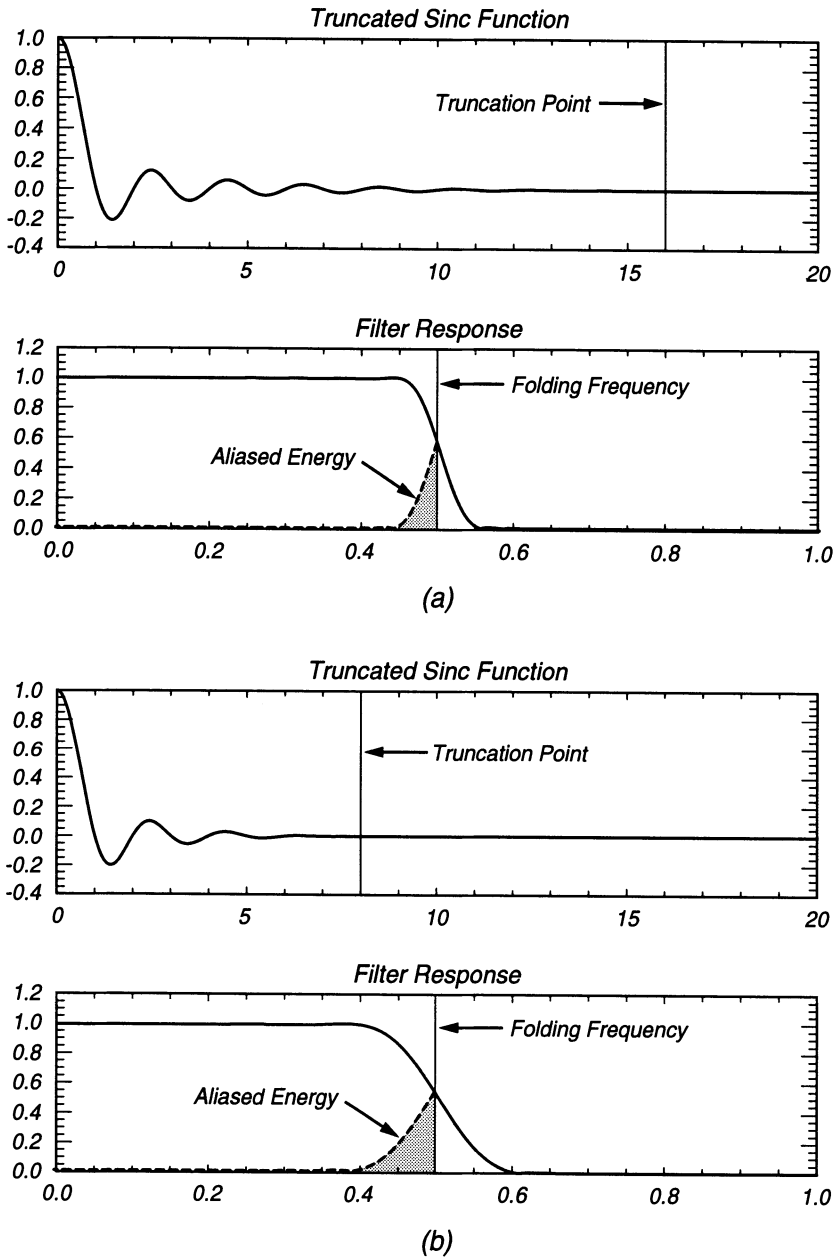 Truncated Sinc Function
1.0
0.8
0.6
0.4
0.2
0.0
-0.2
-0.4
Truncation Point
0 5 10 15 20
Filter Response
1.2
1.0
0.8
0.6
0.4
0.2
0.0
Folding Frequency
Aliased Energy
0.0 0.2 0.4 0.6 0.8 1.0
(a)
Truncated Sinc Function
1.0
0.8
0.6
0.4
0.2
0.0
-0.2
-0.4
Truncation Point
0 5 10 15 20
Filter Response
1.2
1.0
0.8
0.6
0.4
0.2
0.0
Folding Frequency
Aliased Energy
0.0 0.2 0.4 0.6 0.8 1.0
(b)